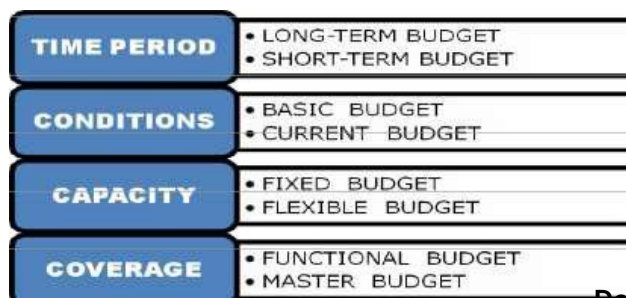 TIME PERIOD
• LONG-TERM BUDGET
• SHORT-TERM BUDGET
CONDITIONS
• BASIC BUDGET
• CURRENT BUDGET
CAPACITY
• FIXED BUDGET
• FLEXIBLE BUDGET
COVERAGE
• FUNCTIONAL BUDGET
• MASTER BUDGET